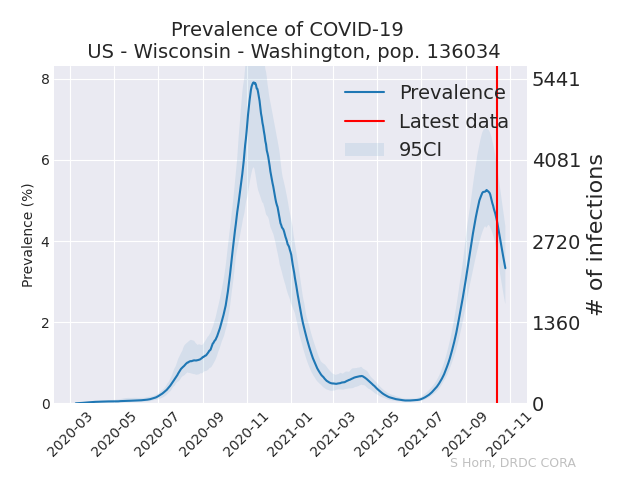 Prevalence of COVID-19
US - Wisconsin - Washington, pop. 136034
Prevalence (%)
8
6
4
2
0
5441
4081
2720
1360
0
# of infections
Prevalence
Latest data
95CI
2020-03
2020-05
2020-07
2020-09
2020-11
2021-01
2021-03
2021-05
2021-07
2021-09
2021-11
S Horn, DRDC CORA